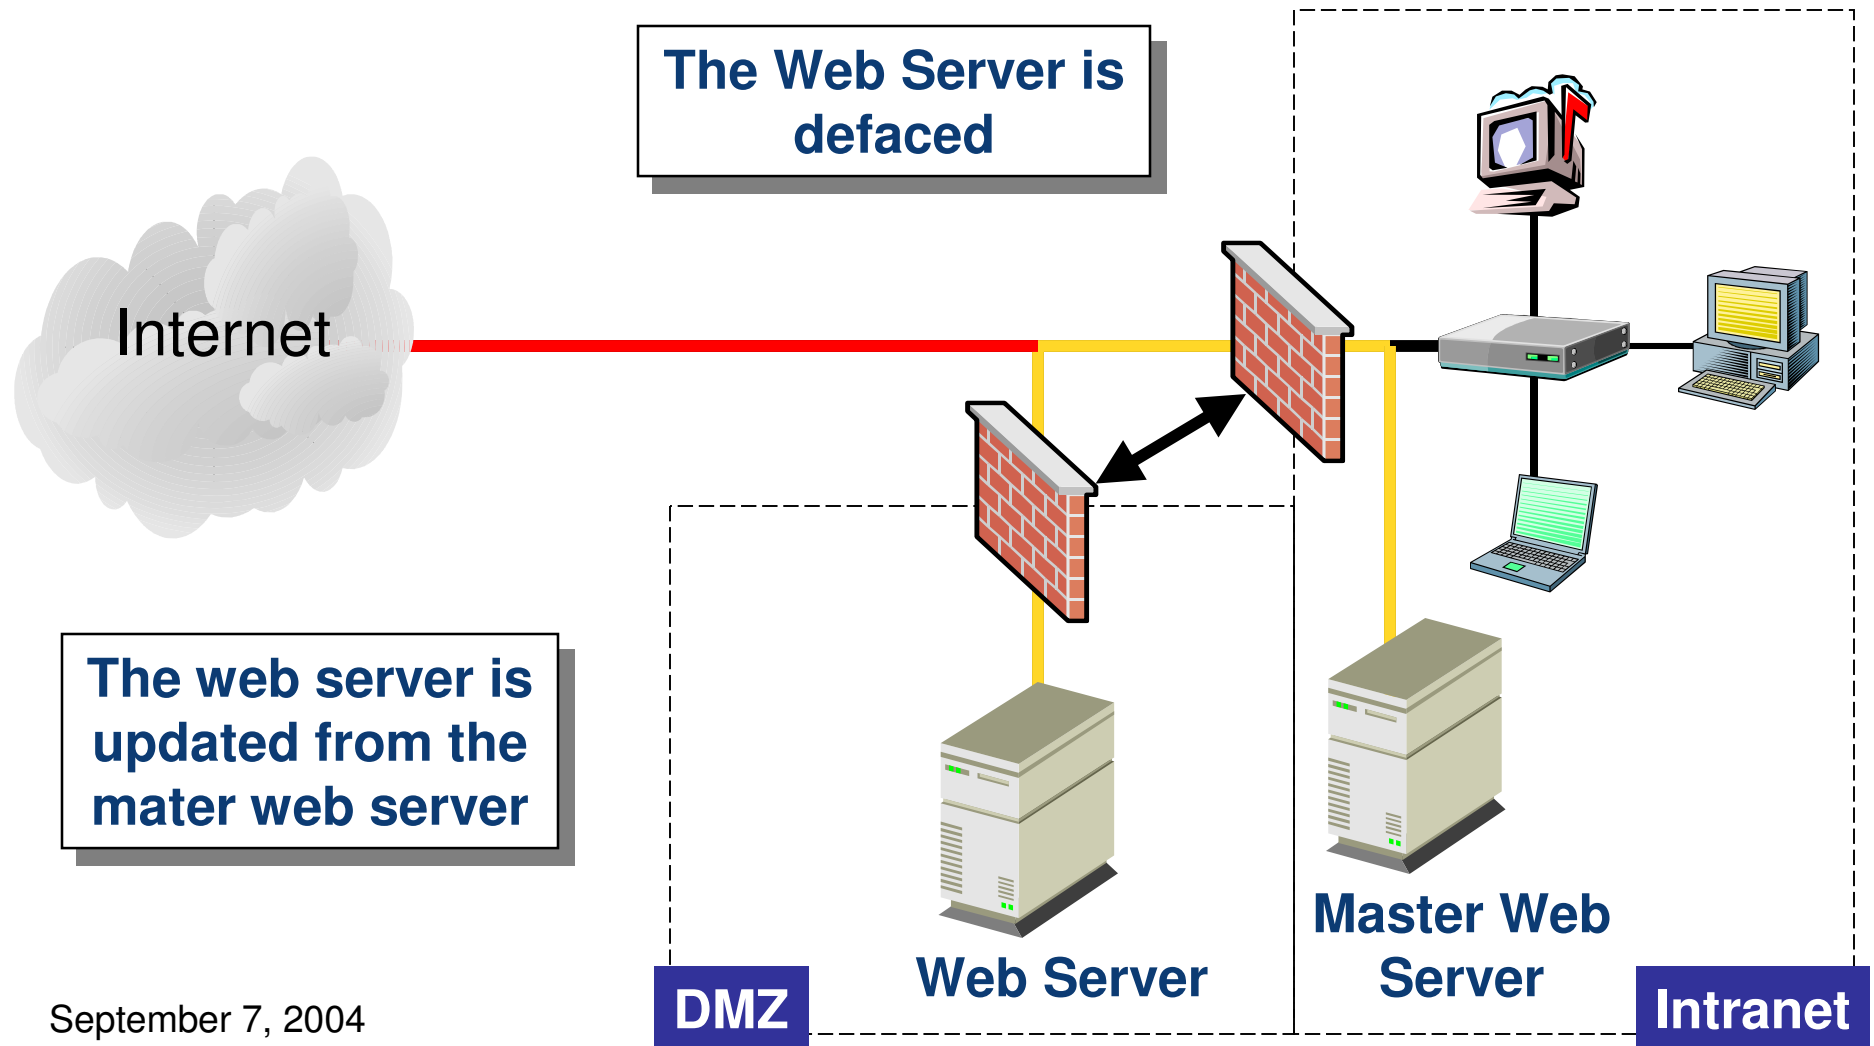 The Web Server is
defaced
Internet
The web server is
updated from the
mater web server
Master Web
Server
Web Server
DMZ
Intranet
September 7, 2004